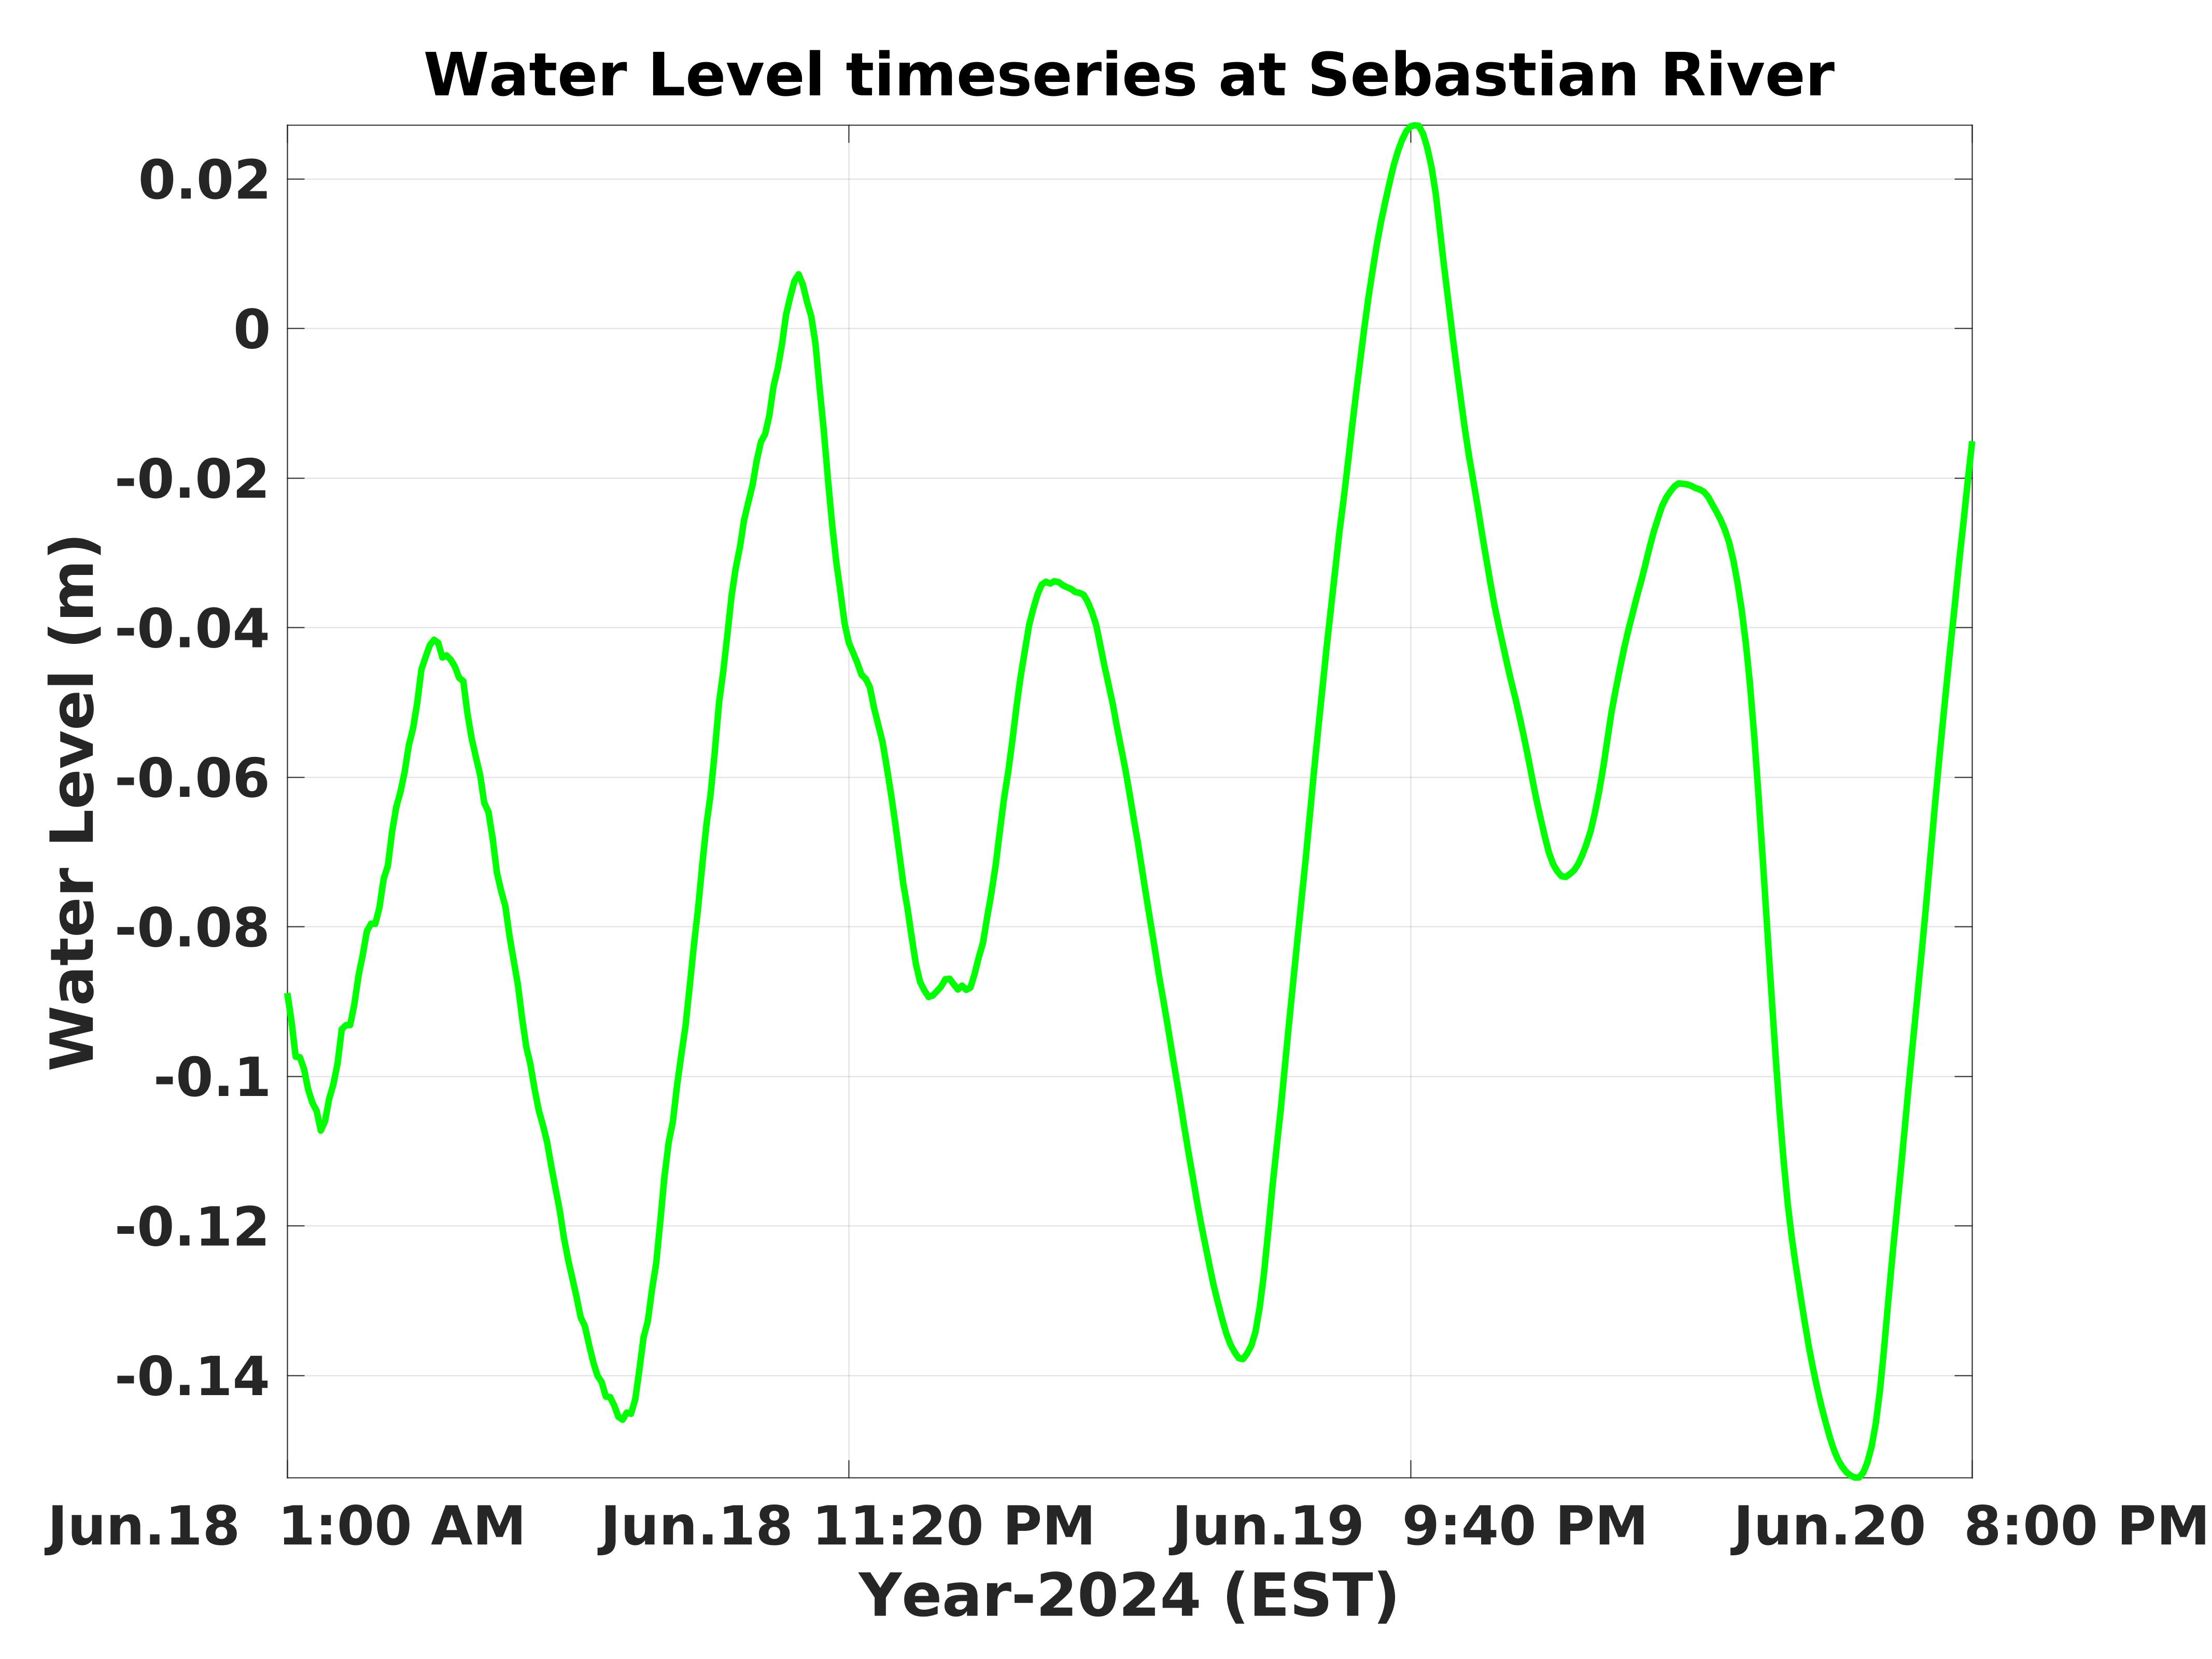 Water Level timeseries at Sebastian River
0.02
0
-0.02
-0.04
-0.06
-0.08
-0.1
-0.12
-0.14
Water Level (m)
Jun.18 1:00 AM
Jun.18 11:20 PM
Jun.19 9:40 PM
Jun.20 8:00 PM
Year-2024 (EST)